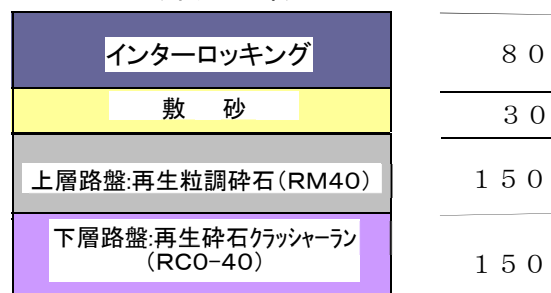 インターロッキング ８０
敷　砂 ３０
上層路盤:再生粒調砕石（RM40） １５０
下層路盤:再生砕石ｸﾗｯｼｬｰﾗﾝ
（RC0-40） １５０